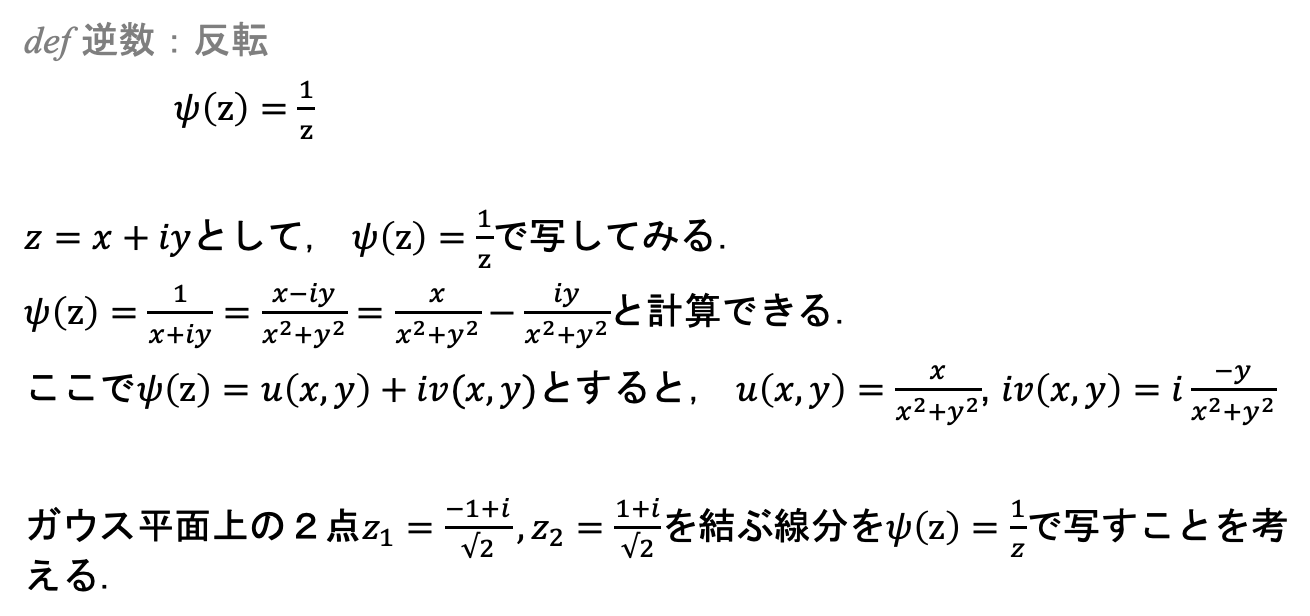 def 逆数：反転
ψ(z) = 1/z
z = x + iyとして, ψ(z) = 1/zで写してみる.
ψ(z) = 1/(x+iy) = (x−iy)/(x²+y²) = x/(x²+y²) − iy/(x²+y²)と計算できる.
ここでψ(z) = u(x, y) + iv(x, y)とすると, u(x, y) = x/(x²+y²), iv(x, y) = i (−y)/(x²+y²)
ガウス平面上の２点z₁ = (−1+i)/√2, z₂ = (1+i)/√2を結ぶ線分をψ(z) = 1/zで写すことを考
える.